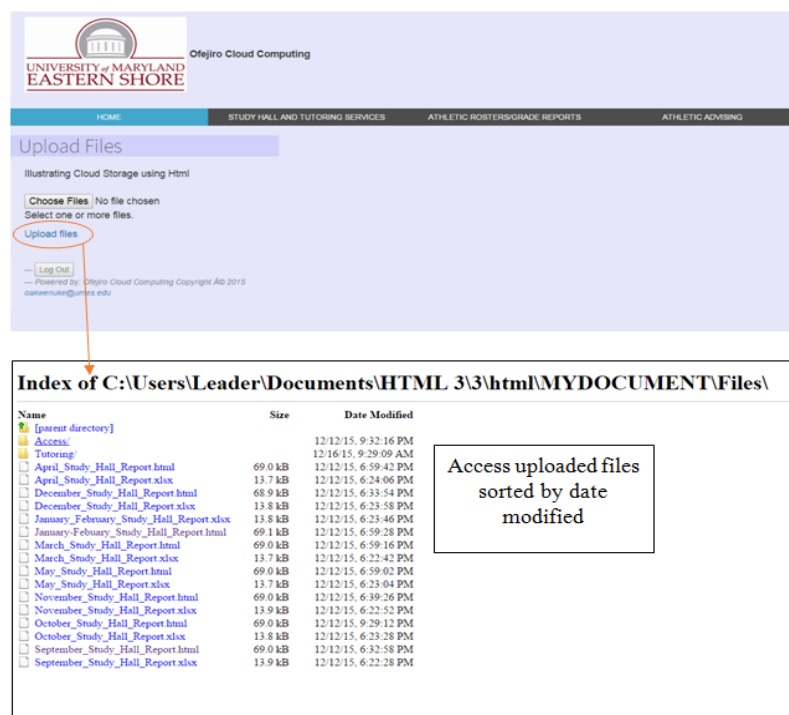 UNIVERSITY of MARYLAND
EASTERN SHORE
Ofejiro Cloud Computing
HOME STUDY HALL AND TUTORING SERVICES ATHLETIC ROSTERS/GRADE REPORTS ATHLETIC ADVISING
Upload Files
Illustrating Cloud Storage using Html
Choose Files No file chosen
Select one or more files.
Upload files
— Log Out
— Powered by: Ofejiro Cloud Computing Copyright Â© 2015
oakwenuke@umes.edu
Index of C:\Users\Leader\Documents\HTML 3\3\html\MYDOCUMENT\Files\
Name Size Date Modified
[parent directory]
Access/ 12/12/15, 9:32:16 PM
Tutoring/ 12/16/15, 9:29:09 AM
April_Study_Hall_Report.html 69.0 kB 12/12/15, 6:59:42 PM
April_Study_Hall_Report.xlsx 13.7 kB 12/12/15, 6:24:06 PM
December_Study_Hall_Report.html 68.9 kB 12/12/15, 6:33:54 PM
December_Study_Hall_Report.xlsx 13.8 kB 12/12/15, 6:23:58 PM
January_February_Study_Hall_Report.xlsx 13.8 kB 12/12/15, 6:23:46 PM
January-Febuary_Study_Hall_Report.html 69.1 kB 12/12/15, 6:59:28 PM
March_Study_Hall_Report.html 69.0 kB 12/12/15, 6:59:16 PM
March_Study_Hall_Report.xlsx 13.7 kB 12/12/15, 6:22:42 PM
May_Study_Hall_Report.html 69.0 kB 12/12/15, 6:59:02 PM
May_Study_Hall_Report.xlsx 13.7 kB 12/12/15, 6:23:04 PM
November_Study_Hall_Report.html 69.0 kB 12/12/15, 6:39:26 PM
November_Study_Hall_Report.xlsx 13.9 kB 12/12/15, 6:22:52 PM
October_Study_Hall_Report.html 69.0 kB 12/12/15, 9:29:12 PM
October_Study_Hall_Report.xlsx 13.8 kB 12/12/15, 6:23:28 PM
September_Study_Hall_Report.html 69.0 kB 12/12/15, 6:32:58 PM
September_Study_Hall_Report.xlsx 13.9 kB 12/12/15, 6:22:28 PM
Access uploaded files
sorted by date
modified